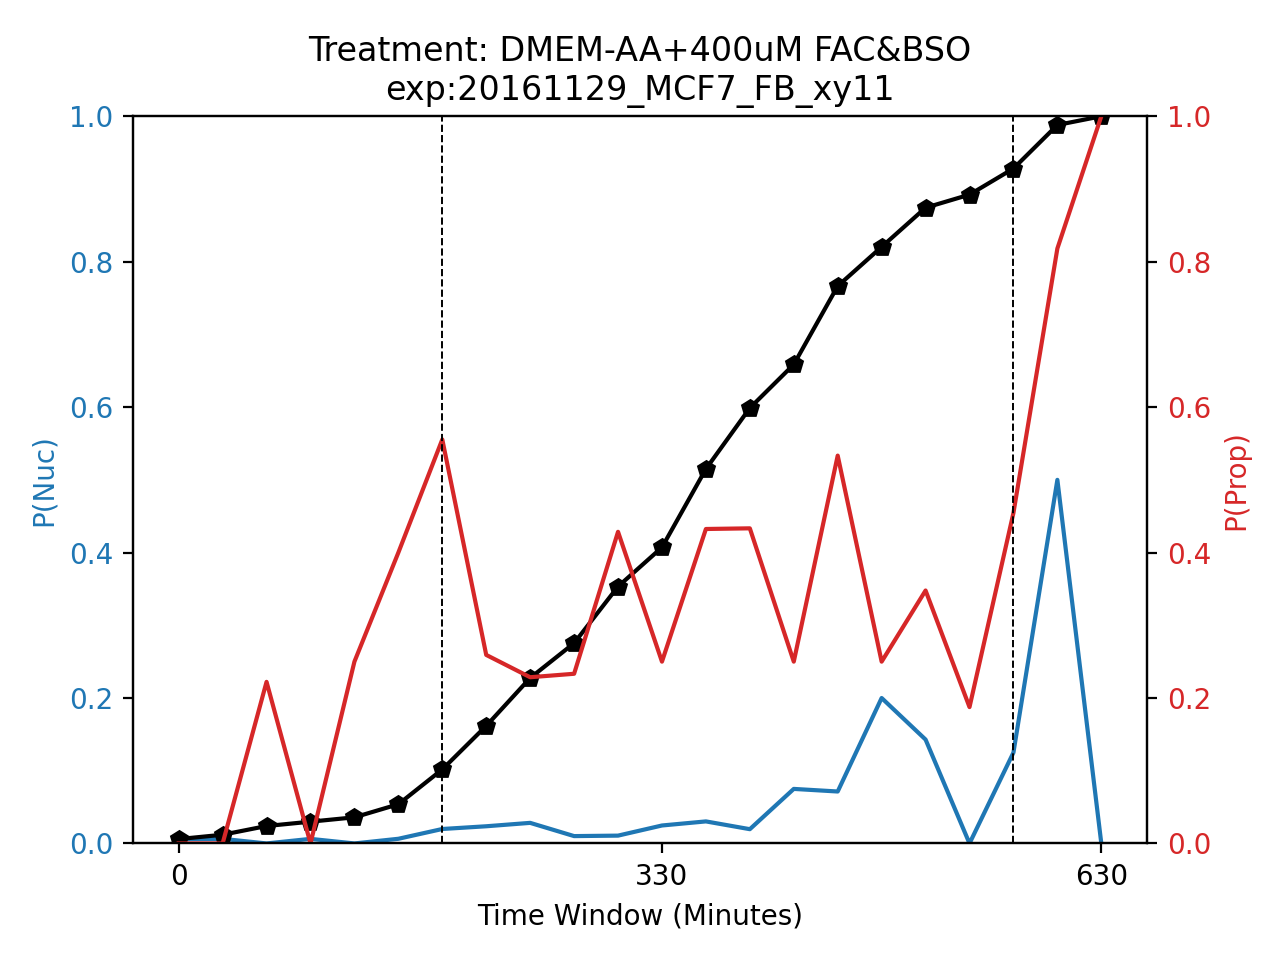 Treatment: DMEM-AA+400uM FAC&BSO
exp:20161129_MCF7_FB_xy11
1.0
0.8
0.6
0.4
0.2
0.0
P(Nuc)
1.0
0.8
0.6
0.4
0.2
0.0
P(Prop)
0 330 630
Time Window (Minutes)